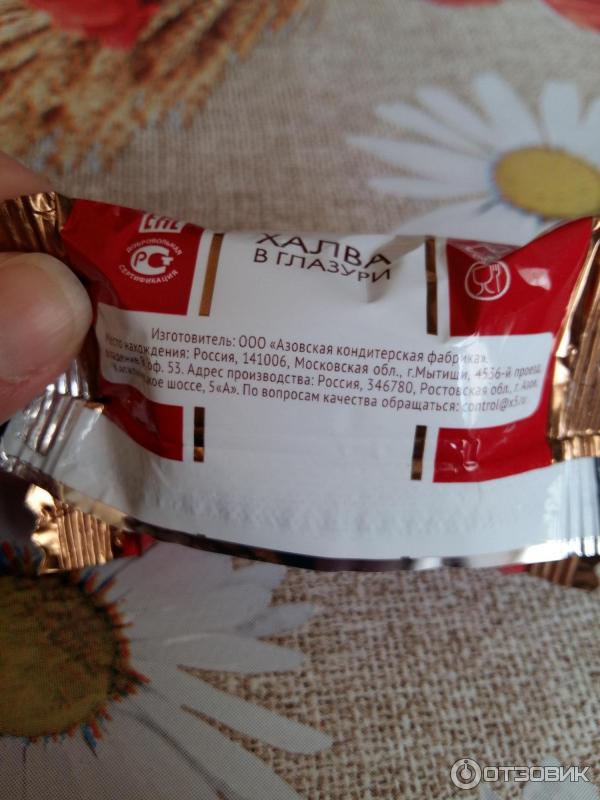 ЕАС
ДОБРОВОЛЬНАЯ
СЕРТИФИКАЦИЯ
ХАЛВА
В ГЛАЗУРИ
Изготовитель: ООО «Азовская кондитерская фабрика».
Место нахождения: Россия, 141006, Московская обл., г.Мытищи, 4536-й проезд,
владение 8, оф. 53. Адрес производства: Россия, 346780, Ростовская обл., г. Азов,
шоссе, 5«А». По вопросам качества обращаться: control@x5.ru
ОТЗОВИК